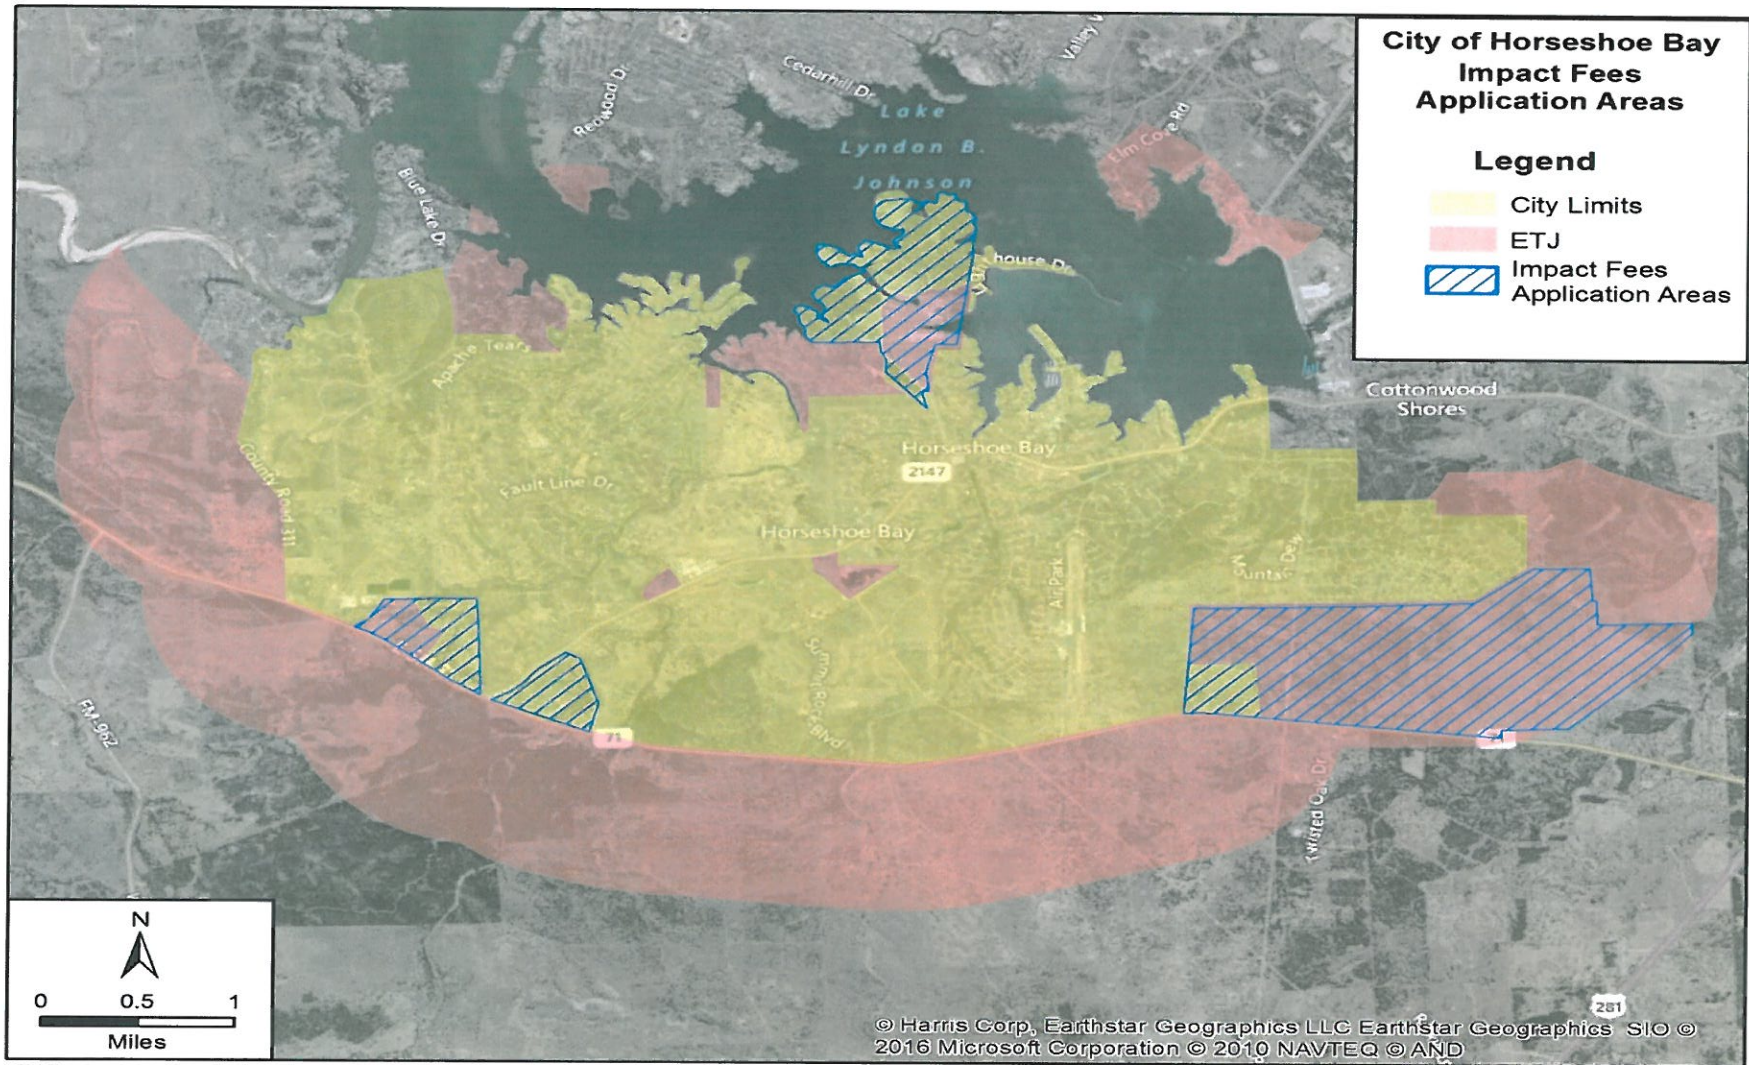 City of Horseshoe Bay
Impact Fees
Application Areas
Legend
City Limits
ETJ
Impact Fees
Application Areas
Redwood Dr
Cedarhill Dr
Lake
Lyndon B.
Johnson
Elm Cove Rd
Blue Lake Dr
house Dr
Apache Tears
Cottonwood
Shores
Horseshoe Bay
2147
County Road 311
Fault Line Dr
Horseshoe Bay
Air Park
FM-962
71
Twisted Oak Dr
N
0 0.5 1
Miles
281
© Harris Corp, Earthstar Geographics LLC Earthstar Geographics SIO ©
2016 Microsoft Corporation © 2010 NAVTEQ © AND